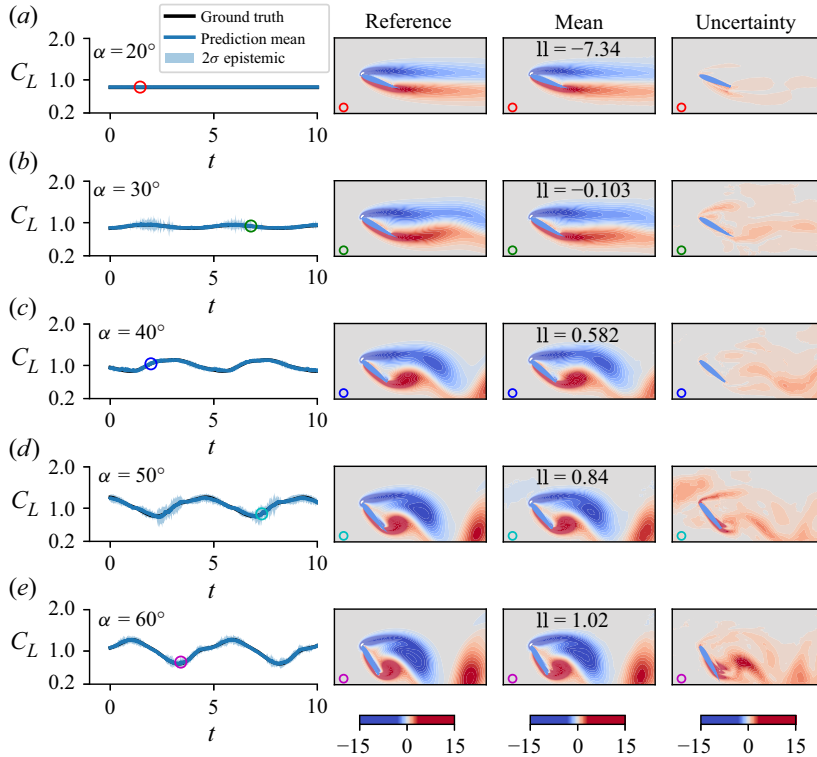 (a)
Ground truth
Prediction mean
2σ epistemic
Reference
Mean
Uncertainty
2.0
α = 20°
C_L
1.0
0.2
0
5
10
t
ll = −7.34
(b)
2.0
α = 30°
C_L
1.0
0.2
0
5
10
t
ll = −0.103
(c)
2.0
α = 40°
C_L
1.0
0.2
0
5
10
t
ll = 0.582
(d)
2.0
α = 50°
C_L
1.0
0.2
0
5
10
t
ll = 0.84
(e)
2.0
α = 60°
C_L
1.0
0.2
0
5
10
t
ll = 1.02
−15 0 15
−15 0 15
−15 0 15